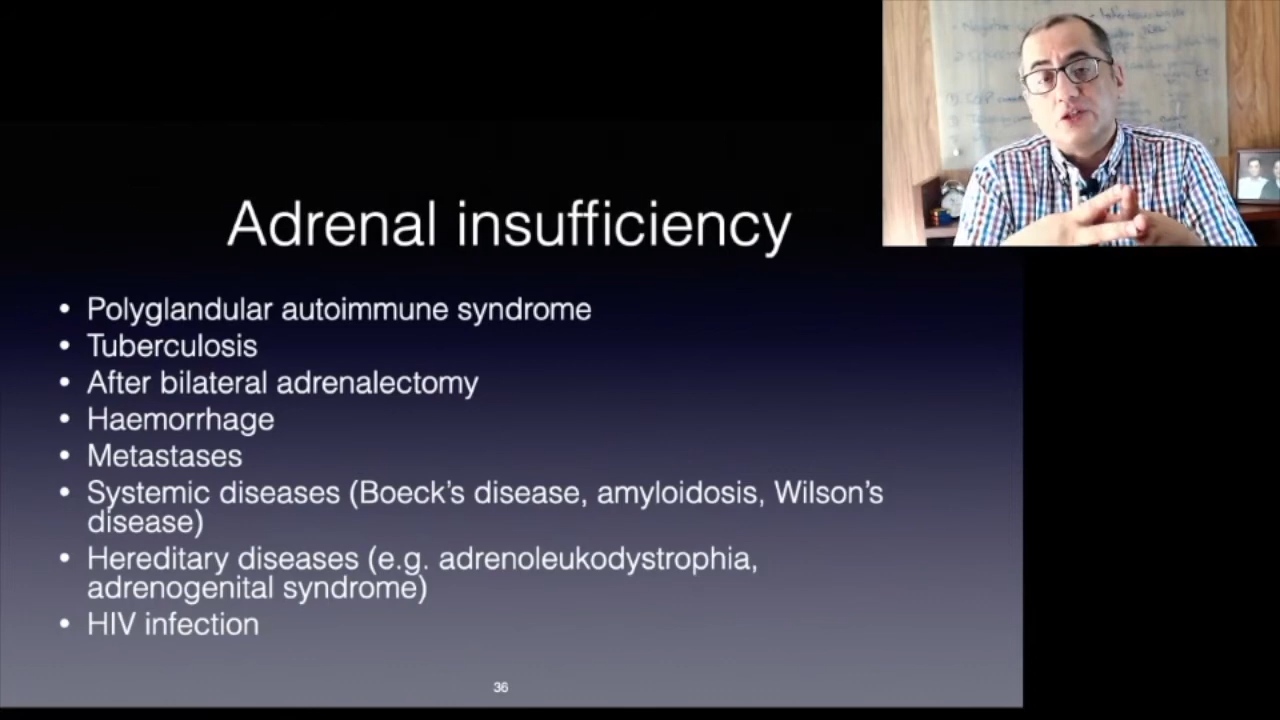 Adrenal insufficiency
• Polyglandular autoimmune syndrome
• Tuberculosis
• After bilateral adrenalectomy
• Haemorrhage
• Metastases
• Systemic diseases (Boeck's disease, amyloidosis, Wilson's
disease)
• Hereditary diseases (e.g. adrenoleukodystrophia,
adrenogenital syndrome)
• HIV infection
36